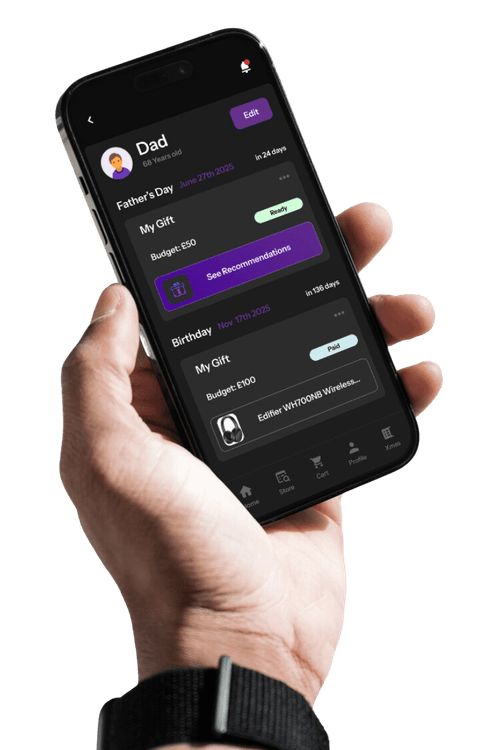 Dad
68 Years old
Edit
Father's Day June 27th 2025
in 24 days
My Gift
Ready
Budget: £50
See Recommendations
Birthday Nov 17th 2025
in 136 days
My Gift
Paid
Budget: £100
Edifier WH700NB Wireless...
Home
Store
Cart
Profile
Xmas